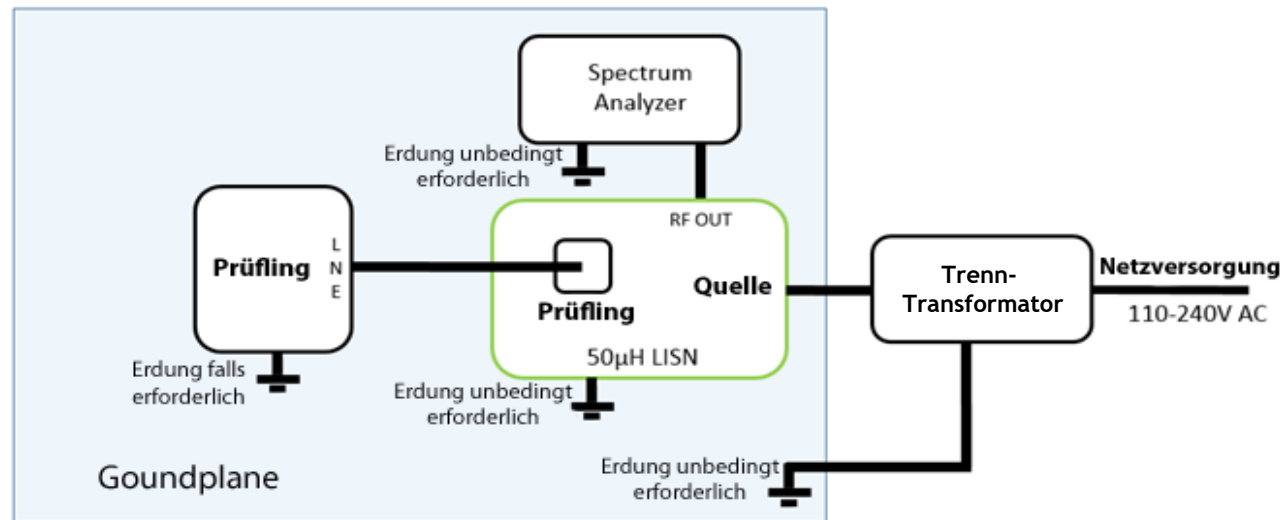 Spectrum
Analyzer
Erdung unbedingt
erforderlich
RF OUT
Prüfling
L
N
E
Prüfling
Quelle
50µH LISN
Trenn-
Transformator
Netzversorgung
110-240V AC
Erdung falls
erforderlich
Erdung unbedingt
erforderlich
Erdung unbedingt
erforderlich
Goundplane